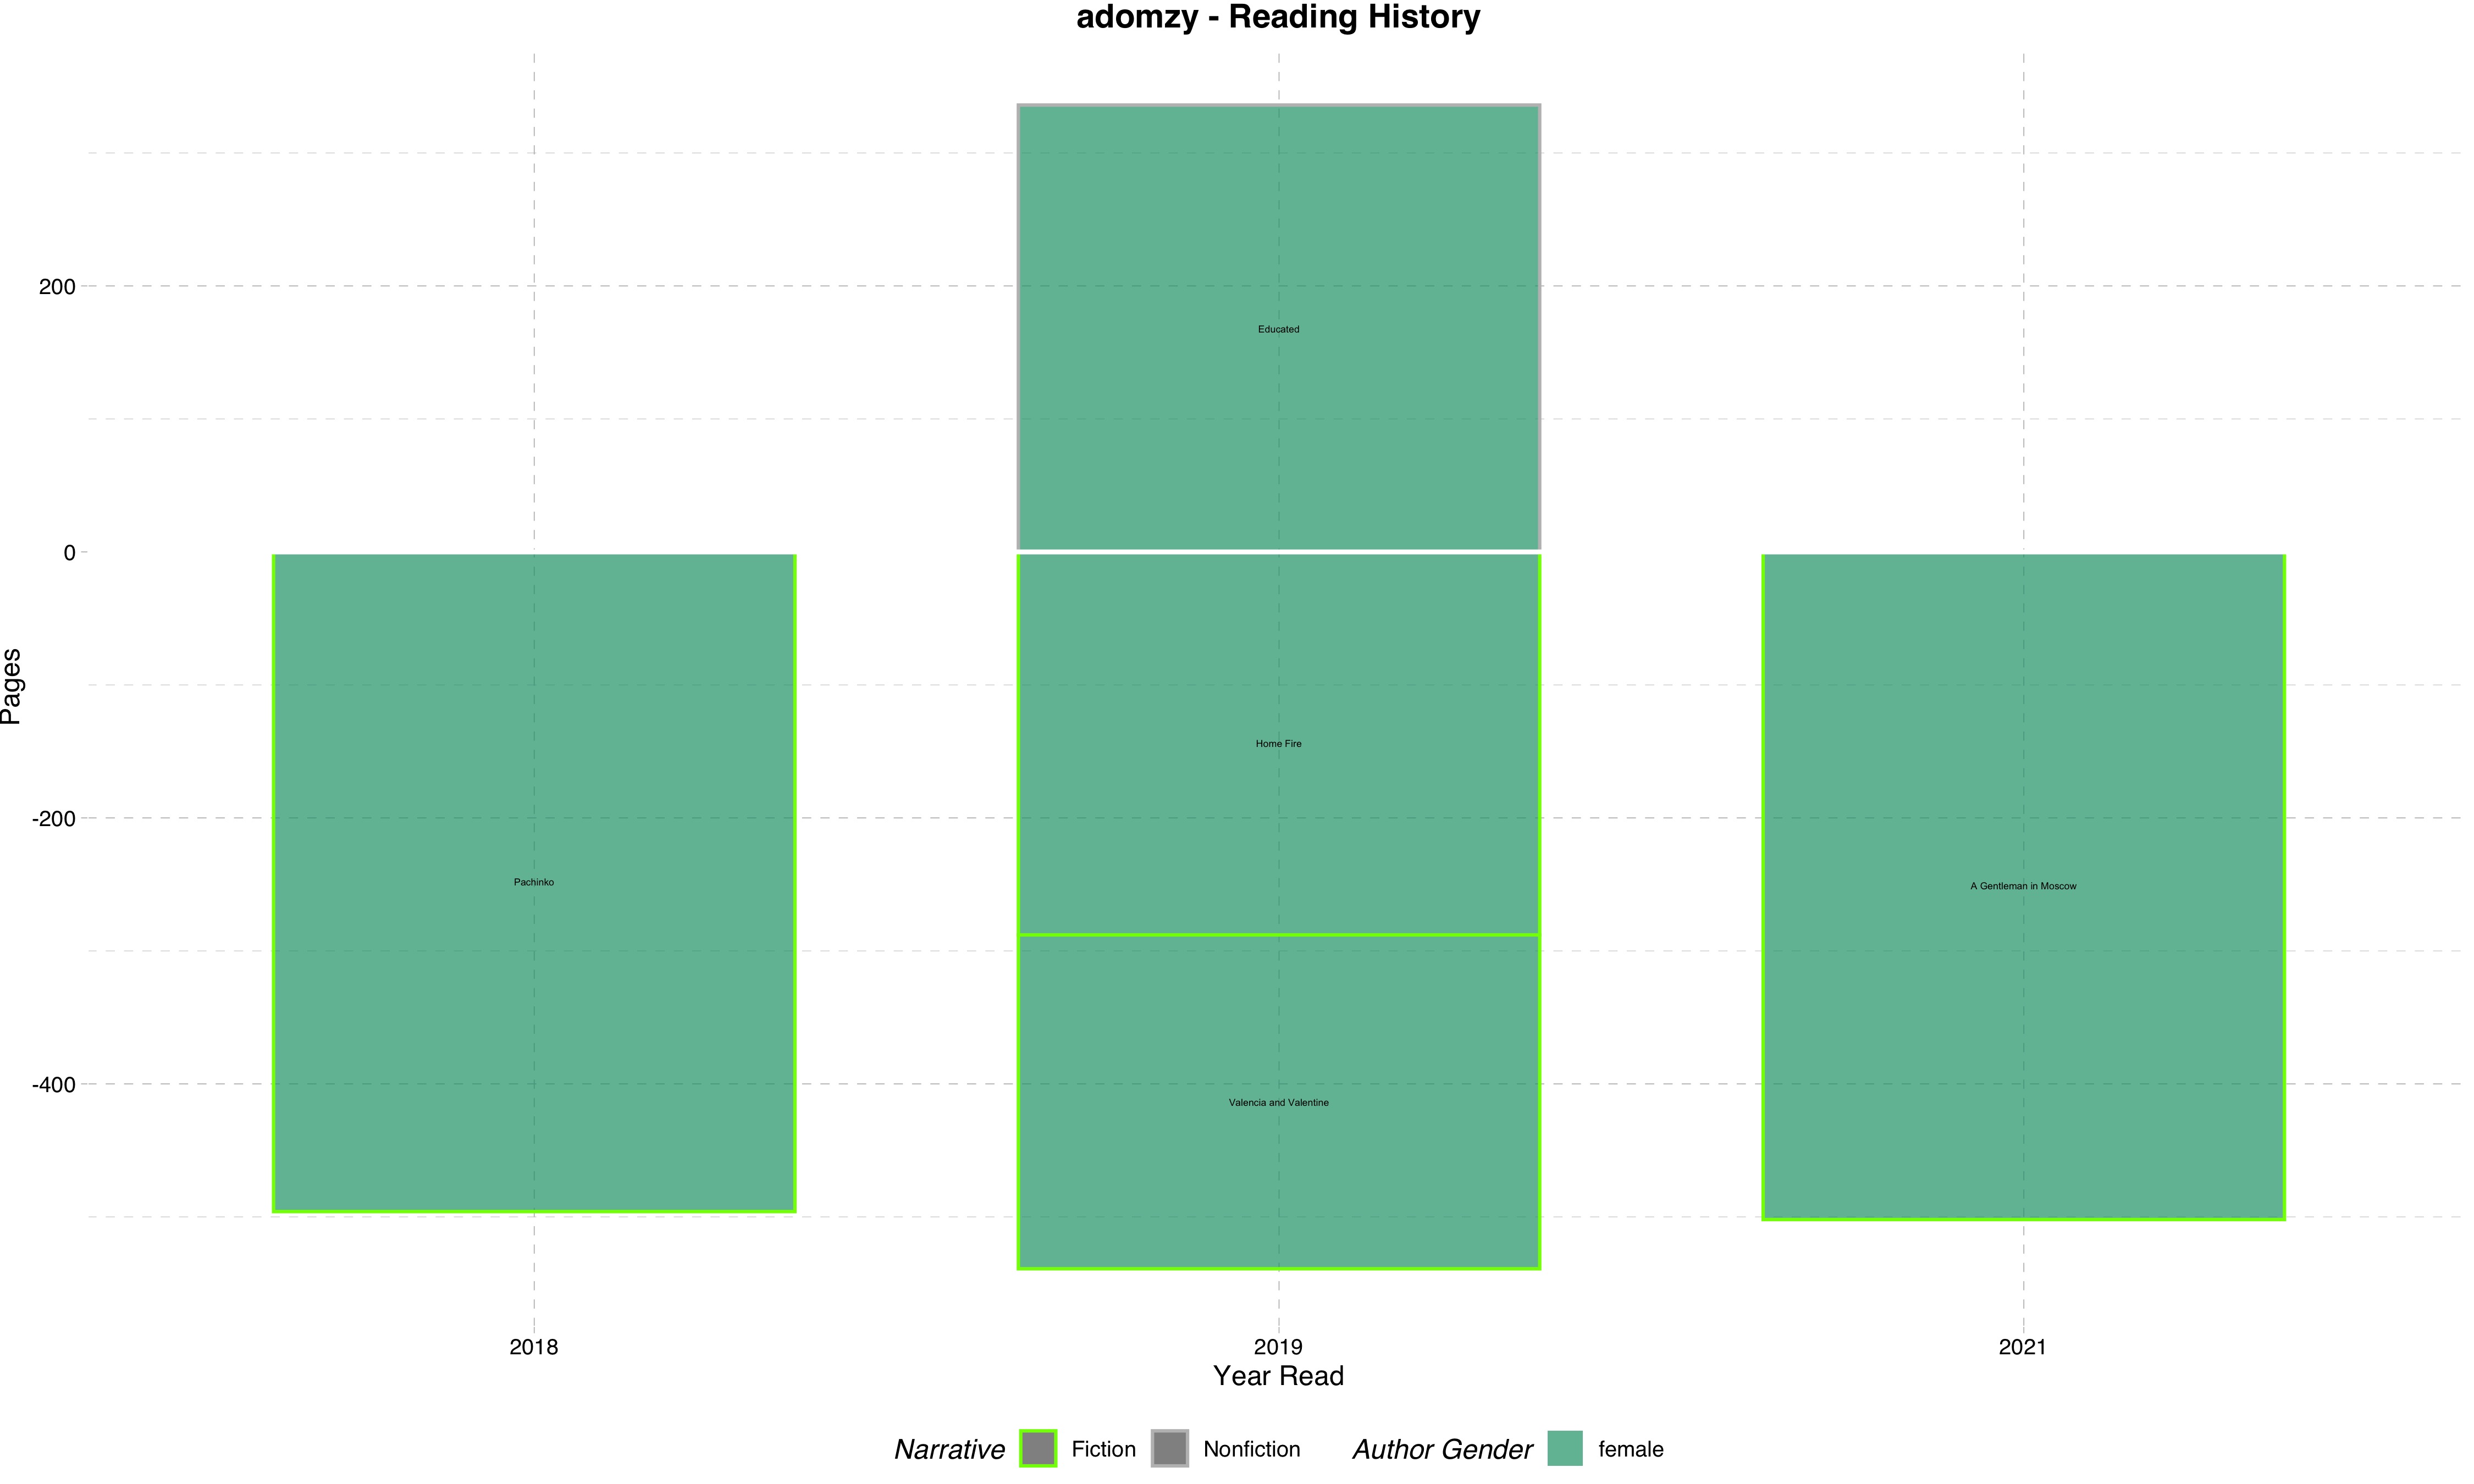 adomzy - Reading History
200
0
-200
-400
Pages
Educated
Home Fire
Pachinko
A Gentleman in Moscow
Valencia and Valentine
2018
2019
2021
Year Read
Narrative Fiction Nonfiction Author Gender female